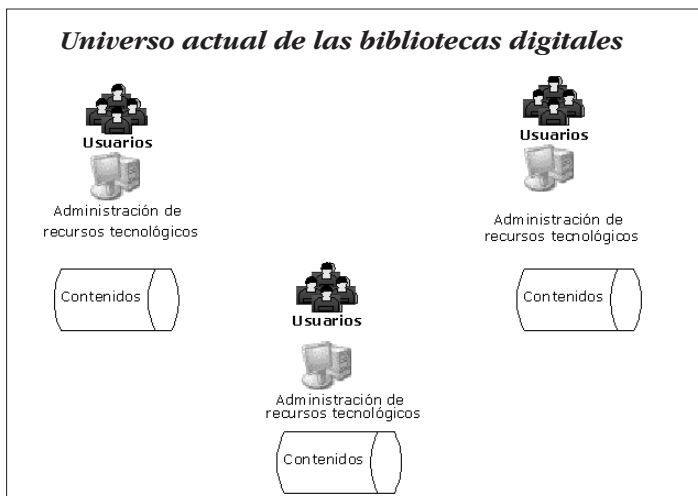 Universo actual de las bibliotecas digitales
Usuarios
Administración de
recursos tecnológicos
Contenidos
Usuarios
Administración de
recursos tecnológicos
Contenidos
Usuarios
Administración de
recursos tecnológicos
Contenidos